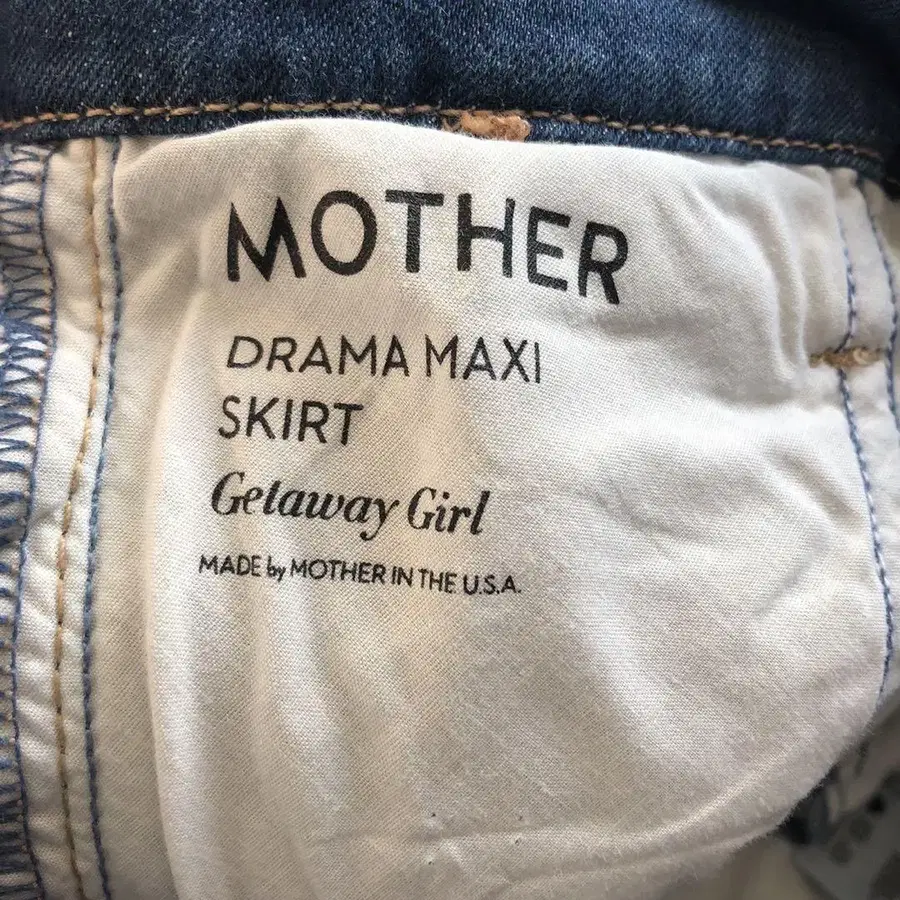 MOTHER
DRAMA MAXI
SKIRT
Getaway Girl
MADE by MOTHER IN THE U.S.A.